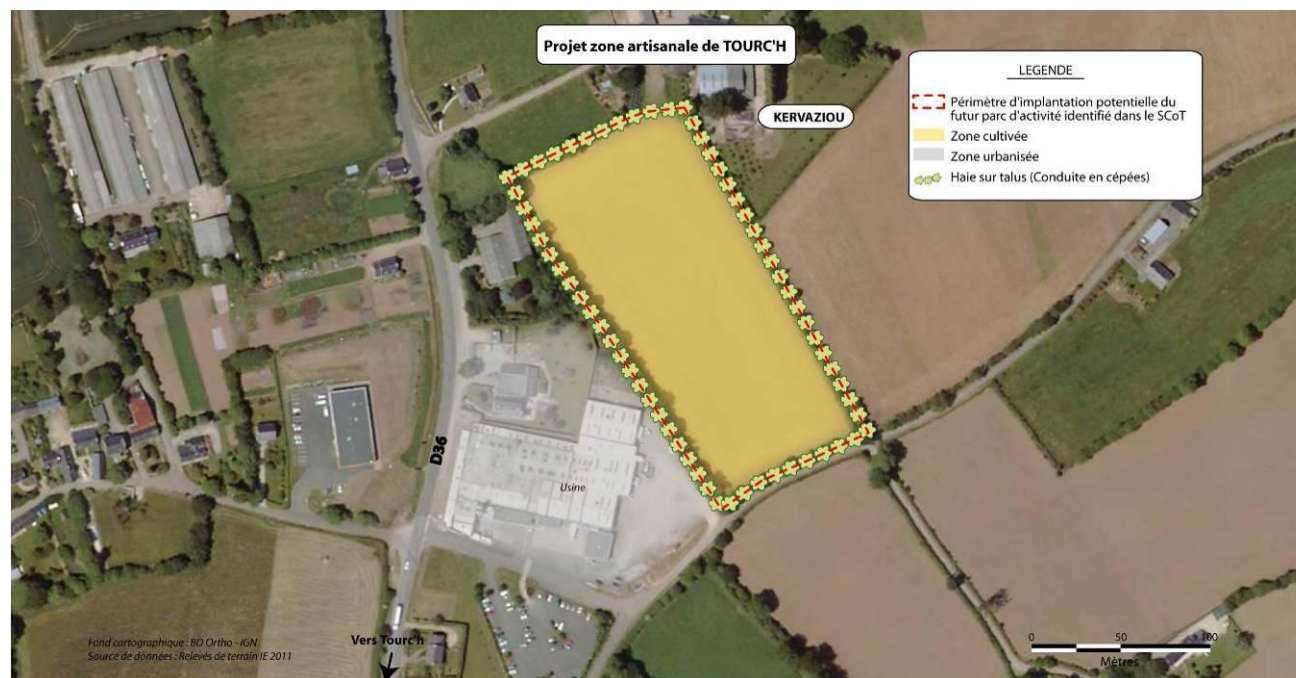 Projet zone artisanale de TOURC'H
LEGENDE
Périmètre d'implantation potentielle du
futur parc d'activité identifié dans le SCoT
Zone cultivée
Zone urbanisée
Haie sur talus (Conduite en cépées)
KERVAZIOU
D36
Usine
Vers Tourc'h
Fond cartographique : BD Ortho - IGN
Source de données : Relevés de terrain IE 2011
0 50 100
Mètres